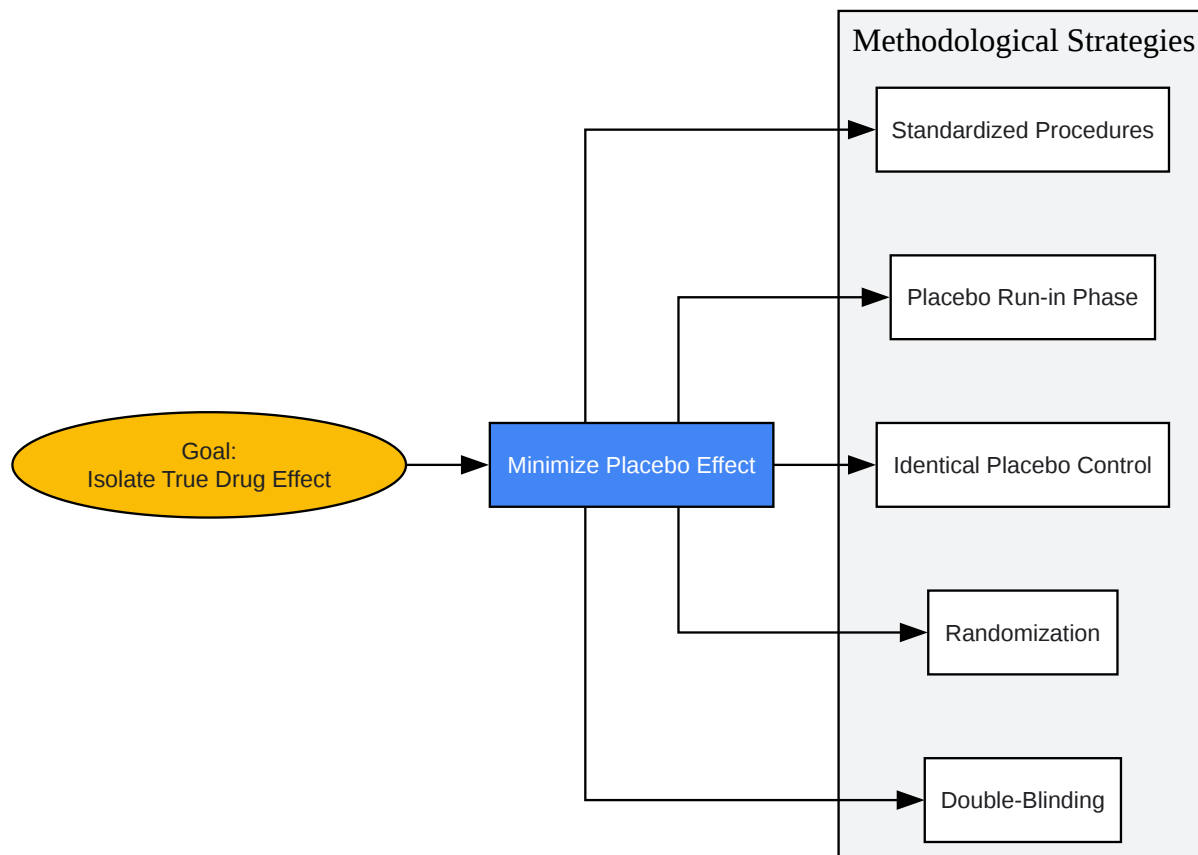 Methodological Strategies
Standardized Procedures
Placebo Run-in Phase
Goal:
Isolate True Drug Effect
Minimize Placebo Effect
Identical Placebo Control
Randomization
Double-Blinding